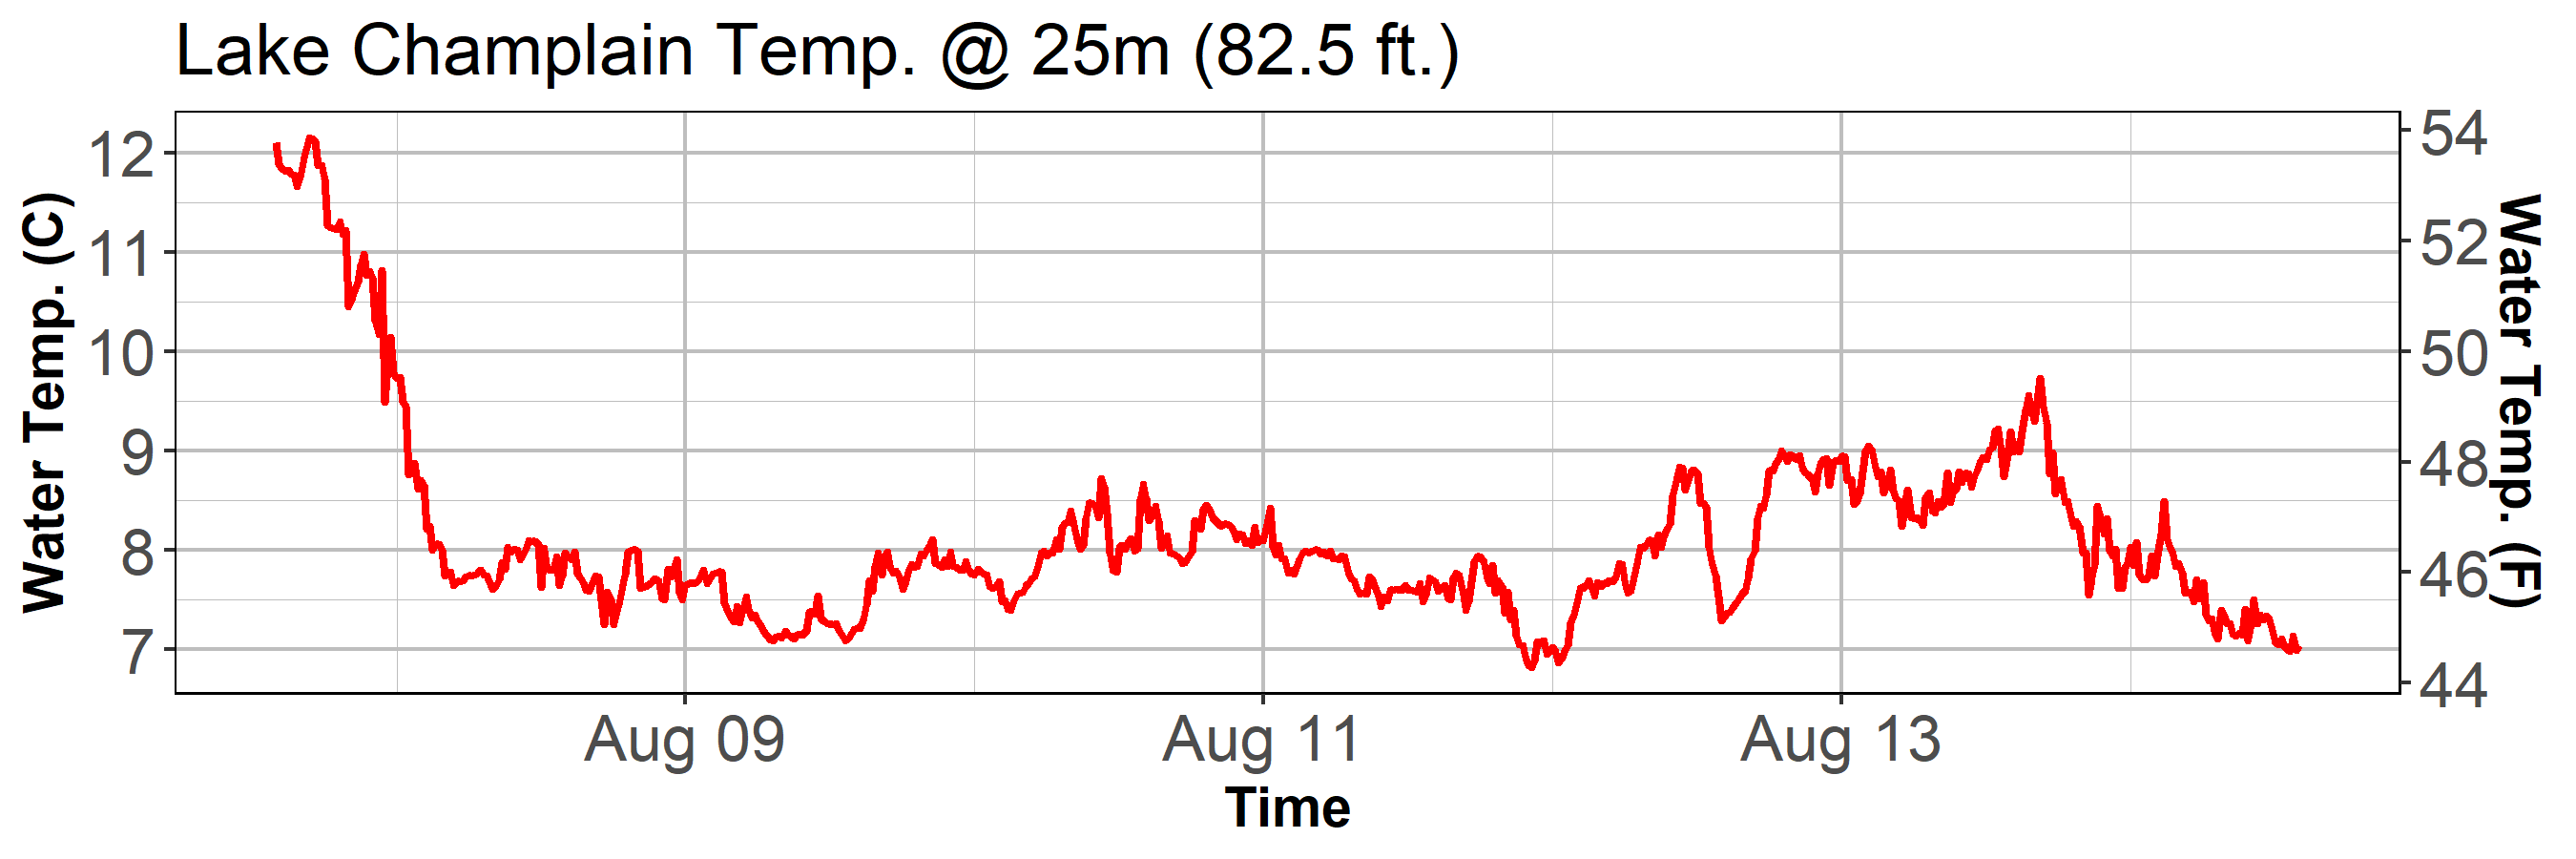 Lake Champlain Temp. @ 25m (82.5 ft.)
Water Temp. (C)
12
11
10
9
8
7
54
52
50
48
46
44
Water Temp. (F)
Aug 09 Aug 11 Aug 13
Time